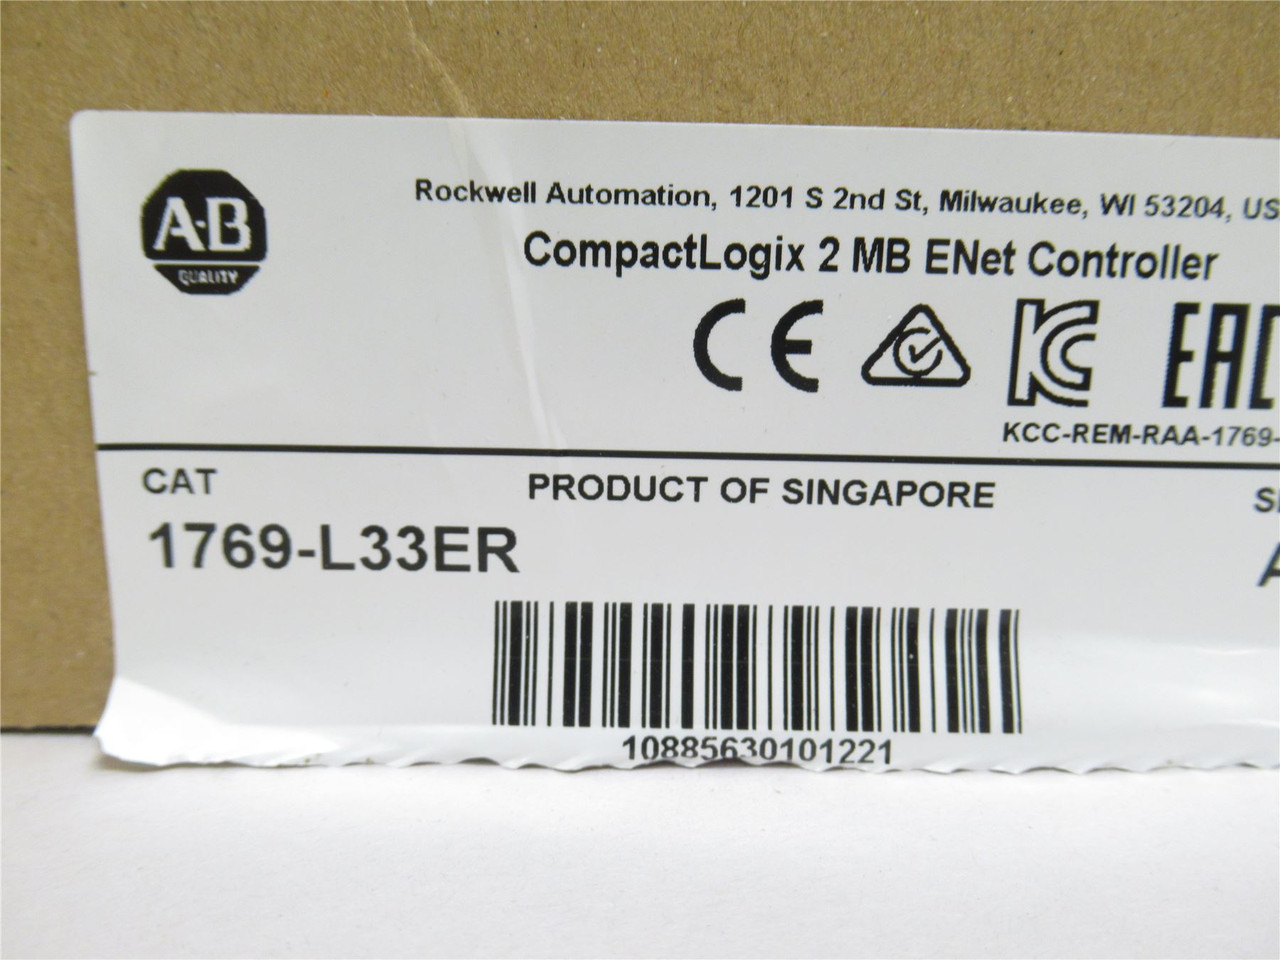 A·B
QUALITY
Rockwell Automation, 1201 S 2nd St, Milwaukee, WI 53204, US
CompactLogix 2 MB ENet Controller
CE KC EAC
KCC-REM-RAA-1769-
CAT
PRODUCT OF SINGAPORE
1769-L33ER
A
10885630101221